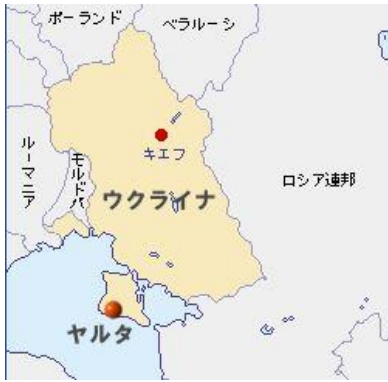 ポーランド
ベラルーシ
キエフ
ルーマニア
モルドバ
ウクライナ
ロシア連邦
ヤルタ